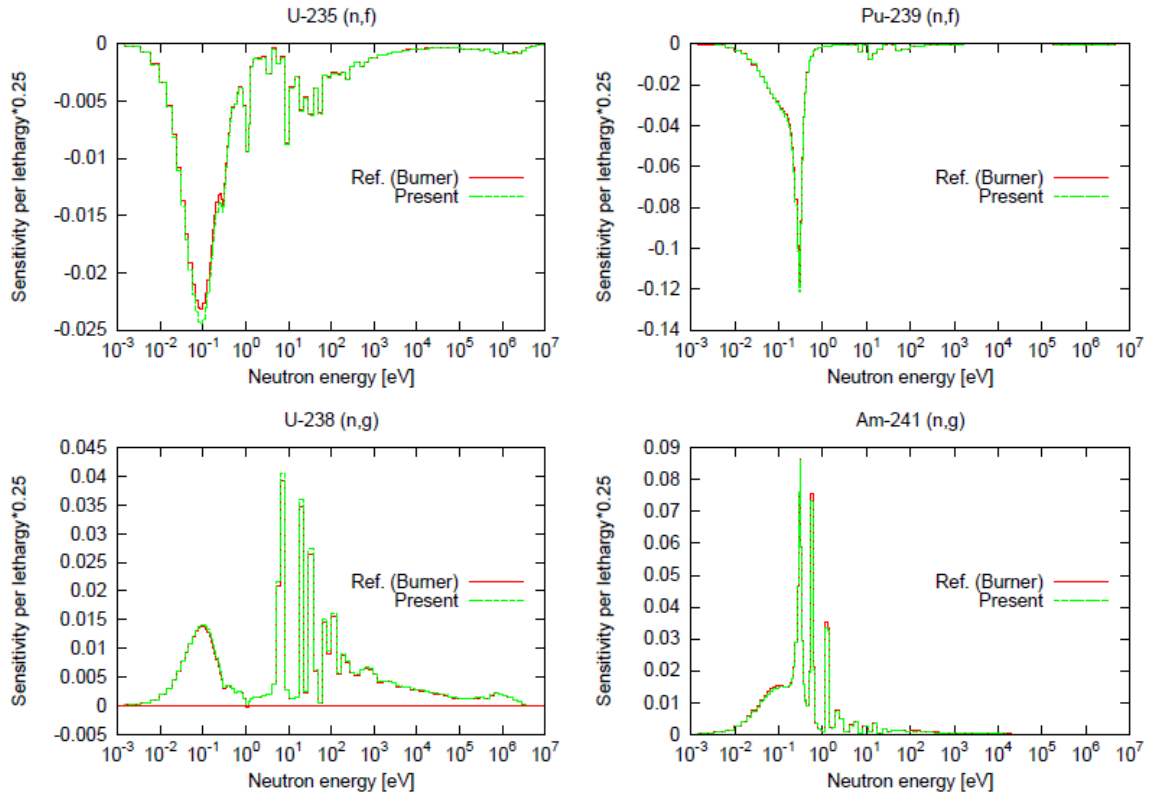 U-235 (n,f)
Sensitivity per lethargy*0.25
0
-0.005
-0.01
-0.015
-0.02
-0.025
Ref. (Burner)
Present
10⁻³ 10⁻² 10⁻¹ 10⁰ 10¹ 10² 10³ 10⁴ 10⁵ 10⁶ 10⁷
Neutron energy [eV]
Pu-239 (n,f)
Sensitivity per lethargy*0.25
0
-0.02
-0.04
-0.06
-0.08
-0.1
-0.12
-0.14
Ref. (Burner)
Present
10⁻³ 10⁻² 10⁻¹ 10⁰ 10¹ 10² 10³ 10⁴ 10⁵ 10⁶ 10⁷
Neutron energy [eV]
U-238 (n,g)
Sensitivity per lethargy*0.25
0.045
0.04
0.035
0.03
0.025
0.02
0.015
0.01
0.005
0
-0.005
Ref. (Burner)
Present
10⁻³ 10⁻² 10⁻¹ 10⁰ 10¹ 10² 10³ 10⁴ 10⁵ 10⁶ 10⁷
Neutron energy [eV]
Am-241 (n,g)
Sensitivity per lethargy*0.25
0.09
0.08
0.07
0.06
0.05
0.04
0.03
0.02
0.01
0
Ref. (Burner)
Present
10⁻³ 10⁻² 10⁻¹ 10⁰ 10¹ 10² 10³ 10⁴ 10⁵ 10⁶ 10⁷
Neutron energy [eV]